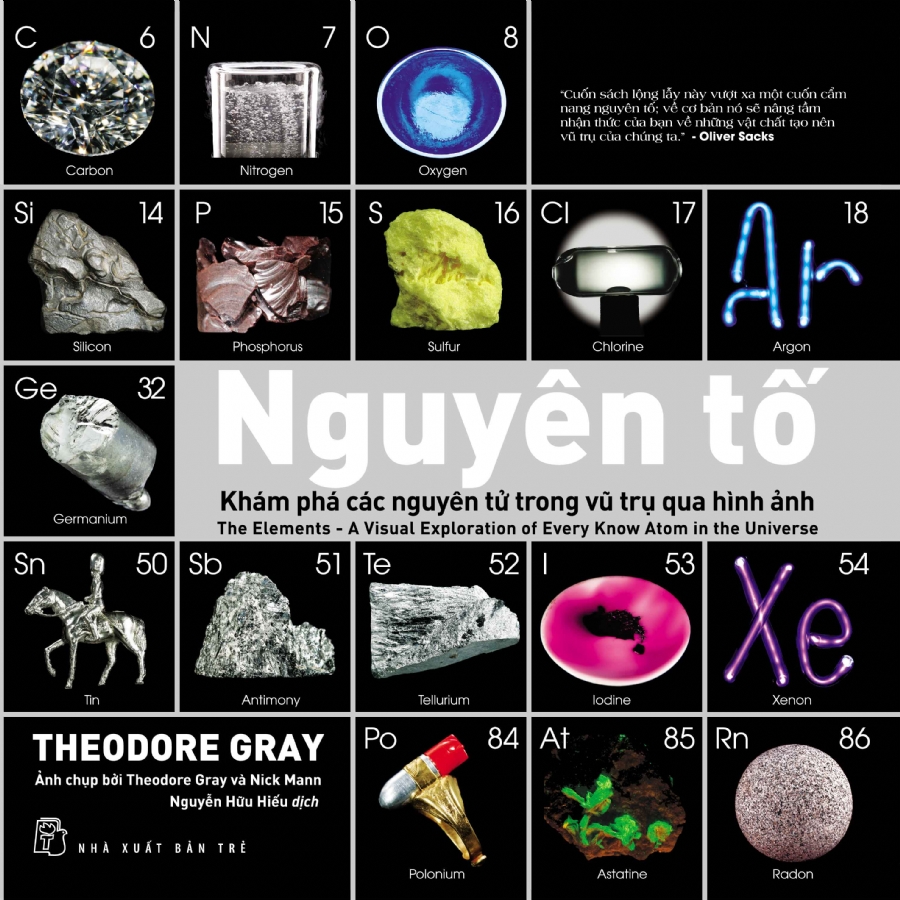 C 6
Carbon
N 7
Nitrogen
O 8
Oxygen
“Cuốn sách lộng lẫy này vượt xa một cuốn cẩm
nang nguyên tố; về cơ bản nó sẽ nâng tầm
nhận thức của bạn về những vật chất tạo nên
vũ trụ của chúng ta.” - Oliver Sacks
Si 14
Silicon
P 15
Phosphorus
S 16
Sulfur
Cl 17
Chlorine
Ar 18
Argon
Ge 32
Germanium
Nguyên tố
Khám phá các nguyên tử trong vũ trụ qua hình ảnh
The Elements - A Visual Exploration of Every Know Atom in the Universe
Sn 50
Tin
Sb 51
Antimony
Te 52
Tellurium
I 53
Iodine
Xe 54
Xenon
THEODORE GRAY
Ảnh chụp bởi Theodore Gray và Nick Mann
Nguyễn Hữu Hiếu dịch
NHÀ XUẤT BẢN TRẺ
Po 84
Polonium
At 85
Astatine
Rn 86
Radon